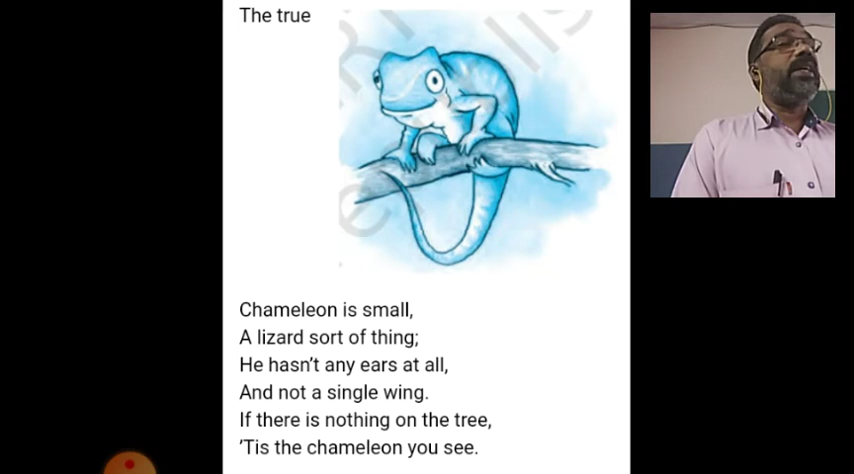 The true
Chameleon is small,
A lizard sort of thing;
He hasn't any ears at all,
And not a single wing.
If there is nothing on the tree,
'Tis the chameleon you see.